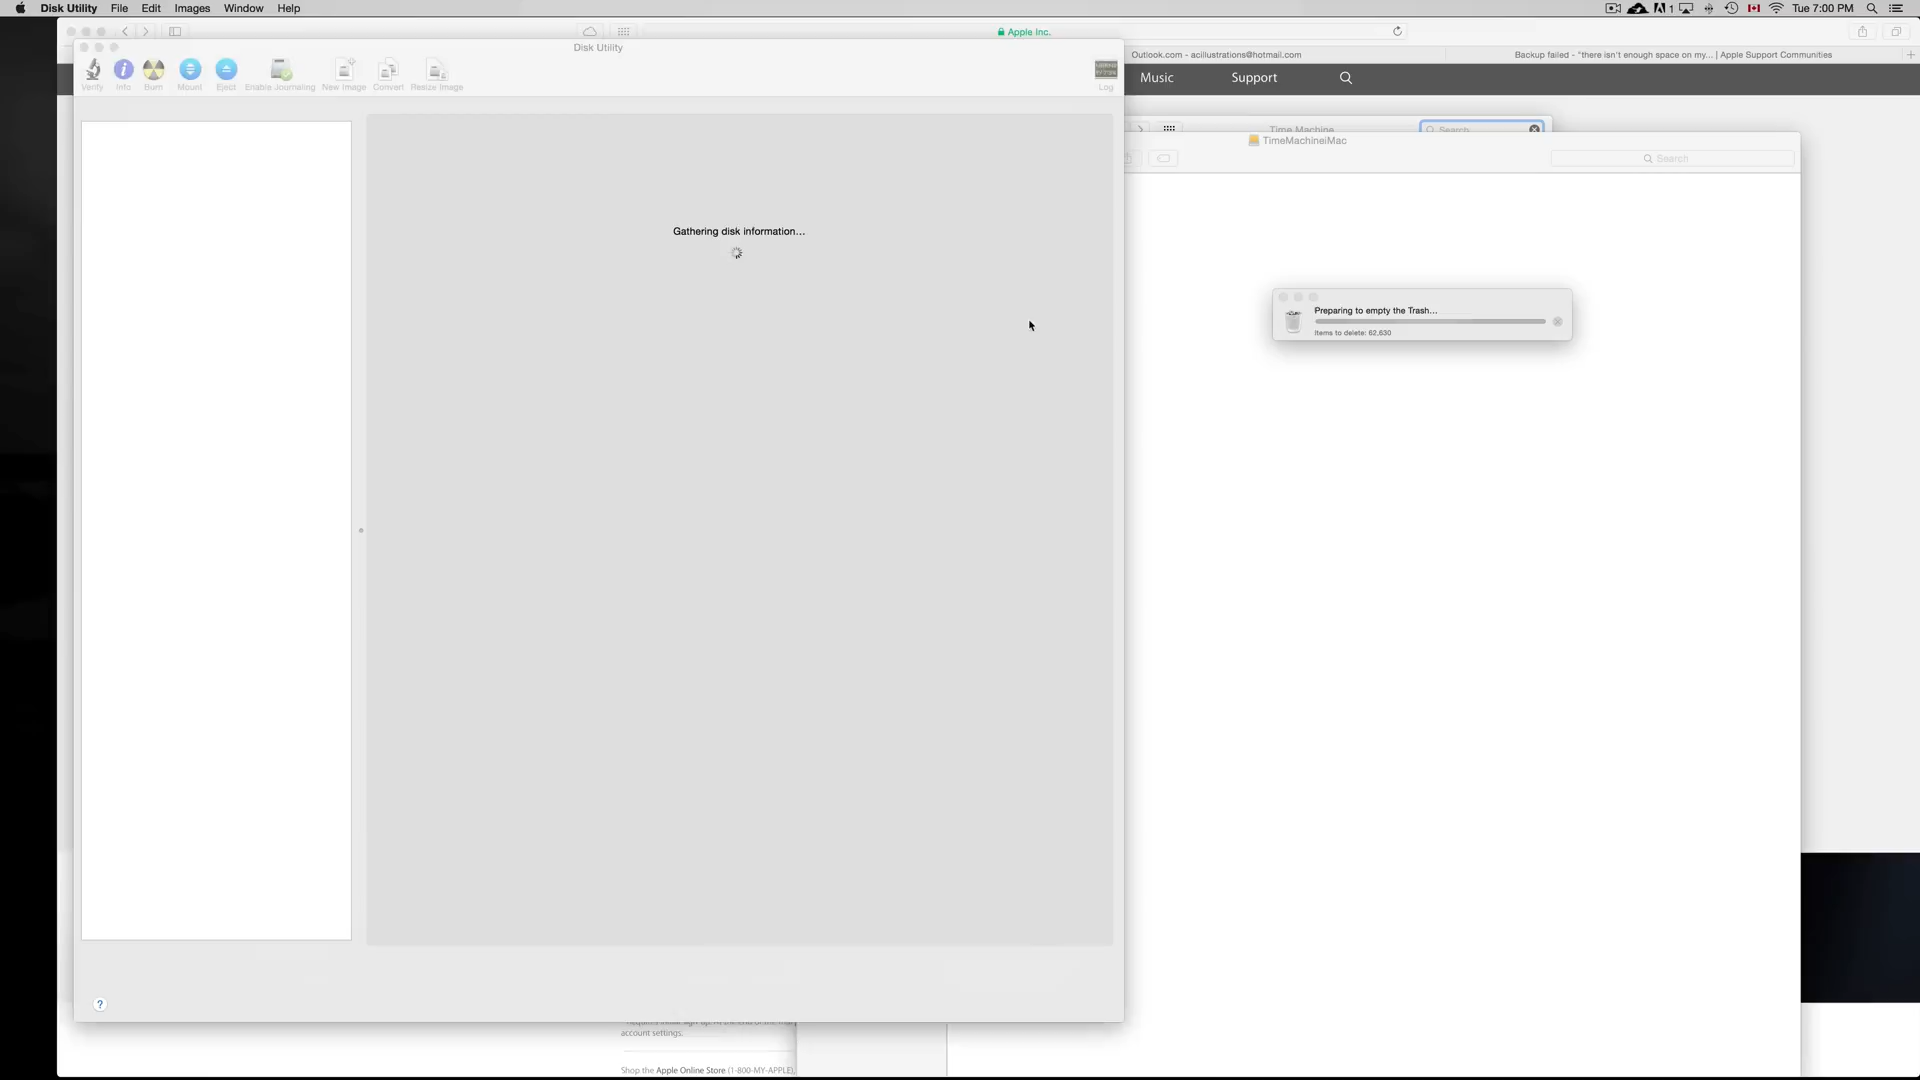 Disk Utility File Edit Images Window Help
1 Tue 7:00 PM
Apple Inc.
Disk Utility
Outlook.com - acillustrations@hotmail.com
Backup failed - "there isn't enough space on my... | Apple Support Communities
Verify Info Burn Mount Eject Enable Journaling New Image Convert Resize Image
Log
Music Support
Time Machine
Search
TimeMachineiMac
Search
Gathering disk information...
Preparing to empty the Trash...
Items to delete: 62,630
?
account settings.
Shop the Apple Online Store (1-800-MY-APPLE),